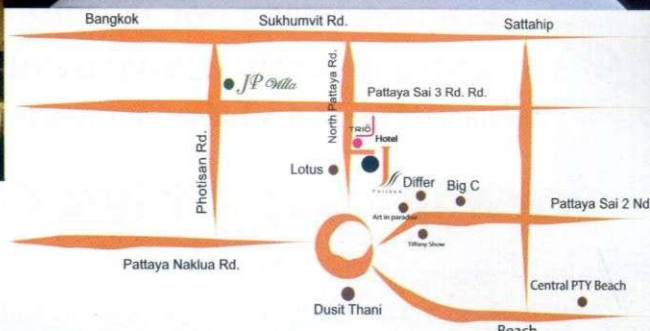 Bangkok
Sukhumvit Rd.
Sattahip
JP Villa
North Pattaya Rd.
Pattaya Sai 3 Rd. Rd.
TRIO
Hotel
J
Pattaya
Photisan Rd.
Lotus
Differ
Big C
Art in paradise
Tiffany Show
Pattaya Sai 2 Nd
Pattaya Naklua Rd.
Dusit Thani
Central PTY Beach
Beach